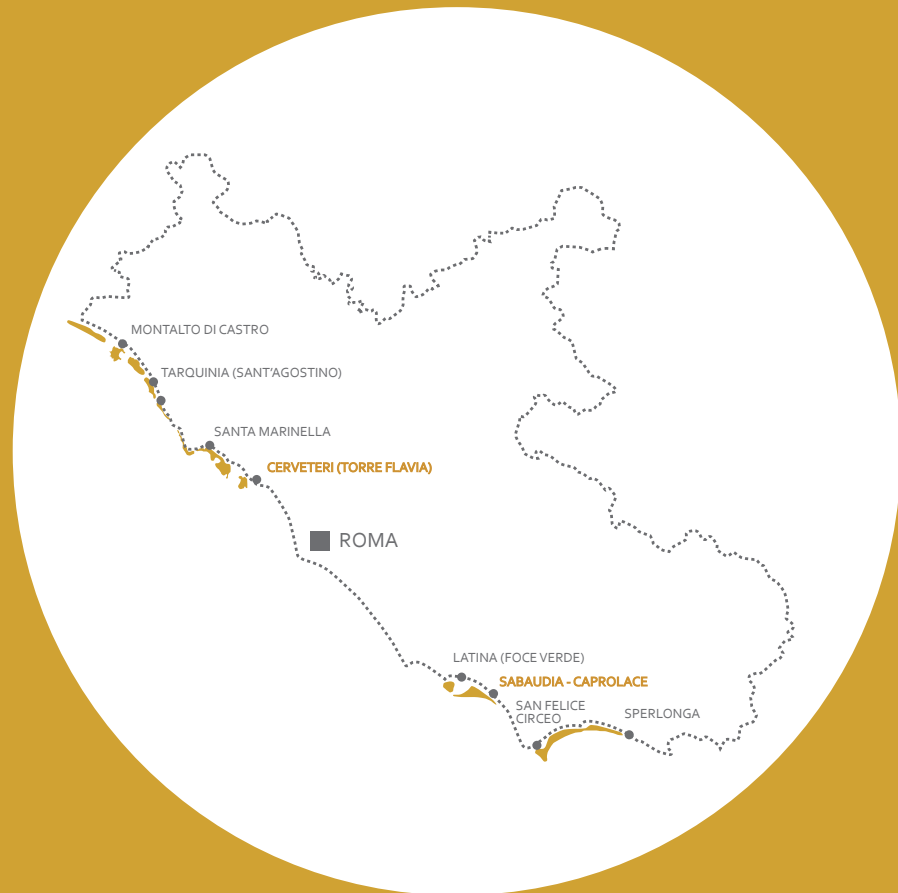 MONTALTO DI CASTRO
TARQUINIA (SANT'AGOSTINO)
SANTA MARINELLA
CERVETERI (TORRE FLAVIA)
ROMA
LATINA (FOCE VERDE)
SABAUDIA - CAPROLACE
SAN FELICE
CIRCEO
SPERLONGA